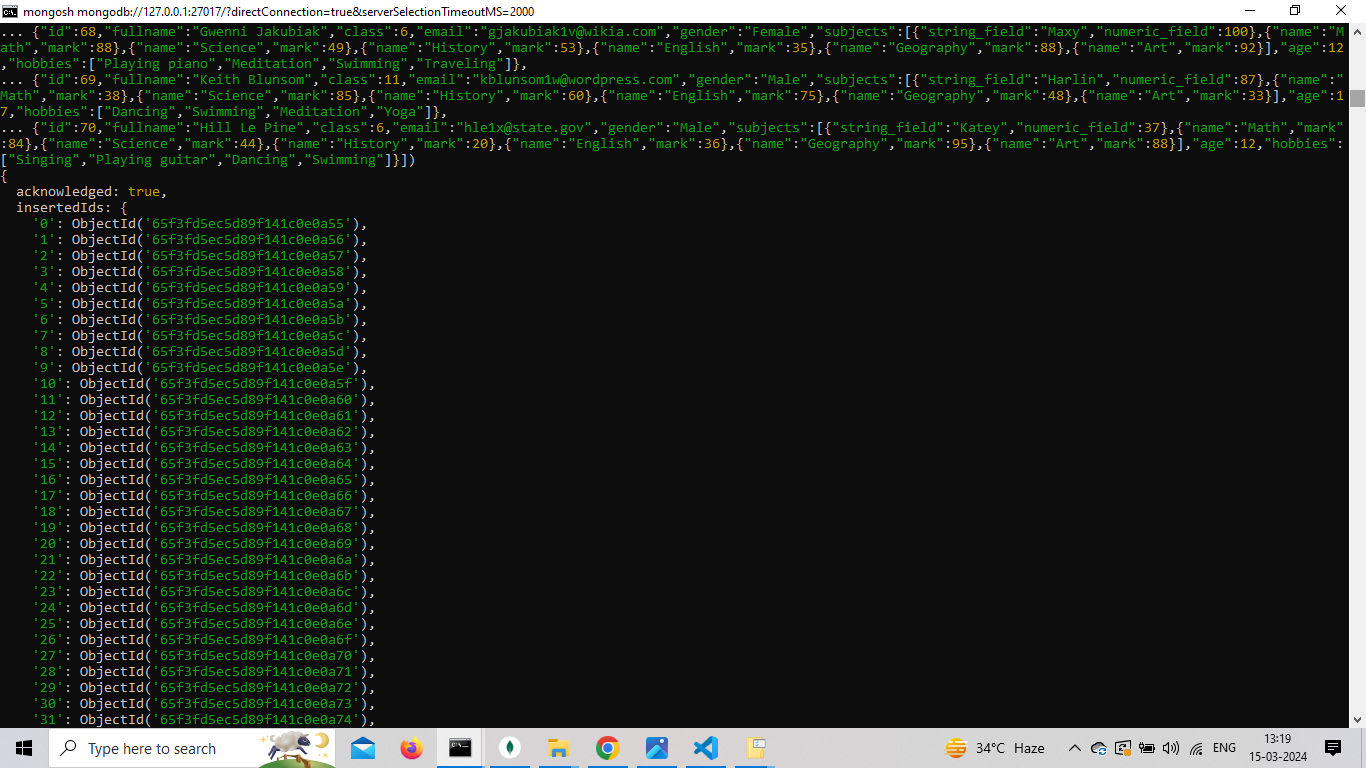 mongosh mongodb://127.0.0.1:27017/?directConnection=true&serverSelectionTimeoutMS=2000
... {"id":68,"fullname":"Gwenni Jakubiak","class":6,"email":"gjakubiak1v@wikia.com","gender":"Female","subjects":[{"string_field":"Maxy","numeric_field":100},{"name":"M
ath","mark":88},{"name":"Science","mark":49},{"name":"History","mark":53},{"name":"English","mark":35},{"name":"Geography","mark":88},{"name":"Art","mark":92}],"age":12
,"hobbies":["Playing piano","Meditation","Swimming","Traveling"]},
... {"id":69,"fullname":"Keith Blunsom","class":11,"email":"kblunsom1w@wordpress.com","gender":"Male","subjects":[{"string_field":"Harlin","numeric_field":87},{"name":"
Math","mark":38},{"name":"Science","mark":85},{"name":"History","mark":60},{"name":"English","mark":75},{"name":"Geography","mark":48},{"name":"Art","mark":33}],"age":1
7,"hobbies":["Dancing","Swimming","Meditation","Yoga"]},
... {"id":70,"fullname":"Hill Le Pine","class":6,"email":"hle1x@state.gov","gender":"Male","subjects":[{"string_field":"Katey","numeric_field":37},{"name":"Math","mark"
:84},{"name":"Science","mark":44},{"name":"History","mark":20},{"name":"English","mark":36},{"name":"Geography","mark":95},{"name":"Art","mark":88}],"age":12,"hobbies":
["Singing","Playing guitar","Dancing","Swimming"]}])
{
acknowledged: true,
insertedIds: {
'0': ObjectId('65f3fd5ec5d89f141c0e0a55'),
'1': ObjectId('65f3fd5ec5d89f141c0e0a56'),
'2': ObjectId('65f3fd5ec5d89f141c0e0a57'),
'3': ObjectId('65f3fd5ec5d89f141c0e0a58'),
'4': ObjectId('65f3fd5ec5d89f141c0e0a59'),
'5': ObjectId('65f3fd5ec5d89f141c0e0a5a'),
'6': ObjectId('65f3fd5ec5d89f141c0e0a5b'),
'7': ObjectId('65f3fd5ec5d89f141c0e0a5c'),
'8': ObjectId('65f3fd5ec5d89f141c0e0a5d'),
'9': ObjectId('65f3fd5ec5d89f141c0e0a5e'),
'10': ObjectId('65f3fd5ec5d89f141c0e0a5f'),
'11': ObjectId('65f3fd5ec5d89f141c0e0a60'),
'12': ObjectId('65f3fd5ec5d89f141c0e0a61'),
'13': ObjectId('65f3fd5ec5d89f141c0e0a62'),
'14': ObjectId('65f3fd5ec5d89f141c0e0a63'),
'15': ObjectId('65f3fd5ec5d89f141c0e0a64'),
'16': ObjectId('65f3fd5ec5d89f141c0e0a65'),
'17': ObjectId('65f3fd5ec5d89f141c0e0a66'),
'18': ObjectId('65f3fd5ec5d89f141c0e0a67'),
'19': ObjectId('65f3fd5ec5d89f141c0e0a68'),
'20': ObjectId('65f3fd5ec5d89f141c0e0a69'),
'21': ObjectId('65f3fd5ec5d89f141c0e0a6a'),
'22': ObjectId('65f3fd5ec5d89f141c0e0a6b'),
'23': ObjectId('65f3fd5ec5d89f141c0e0a6c'),
'24': ObjectId('65f3fd5ec5d89f141c0e0a6d'),
'25': ObjectId('65f3fd5ec5d89f141c0e0a6e'),
'26': ObjectId('65f3fd5ec5d89f141c0e0a6f'),
'27': ObjectId('65f3fd5ec5d89f141c0e0a70'),
'28': ObjectId('65f3fd5ec5d89f141c0e0a71'),
'29': ObjectId('65f3fd5ec5d89f141c0e0a72'),
'30': ObjectId('65f3fd5ec5d89f141c0e0a73'),
'31': ObjectId('65f3fd5ec5d89f141c0e0a74'),
Type here to search
34°C Haze
ENG
13:19
15-03-2024